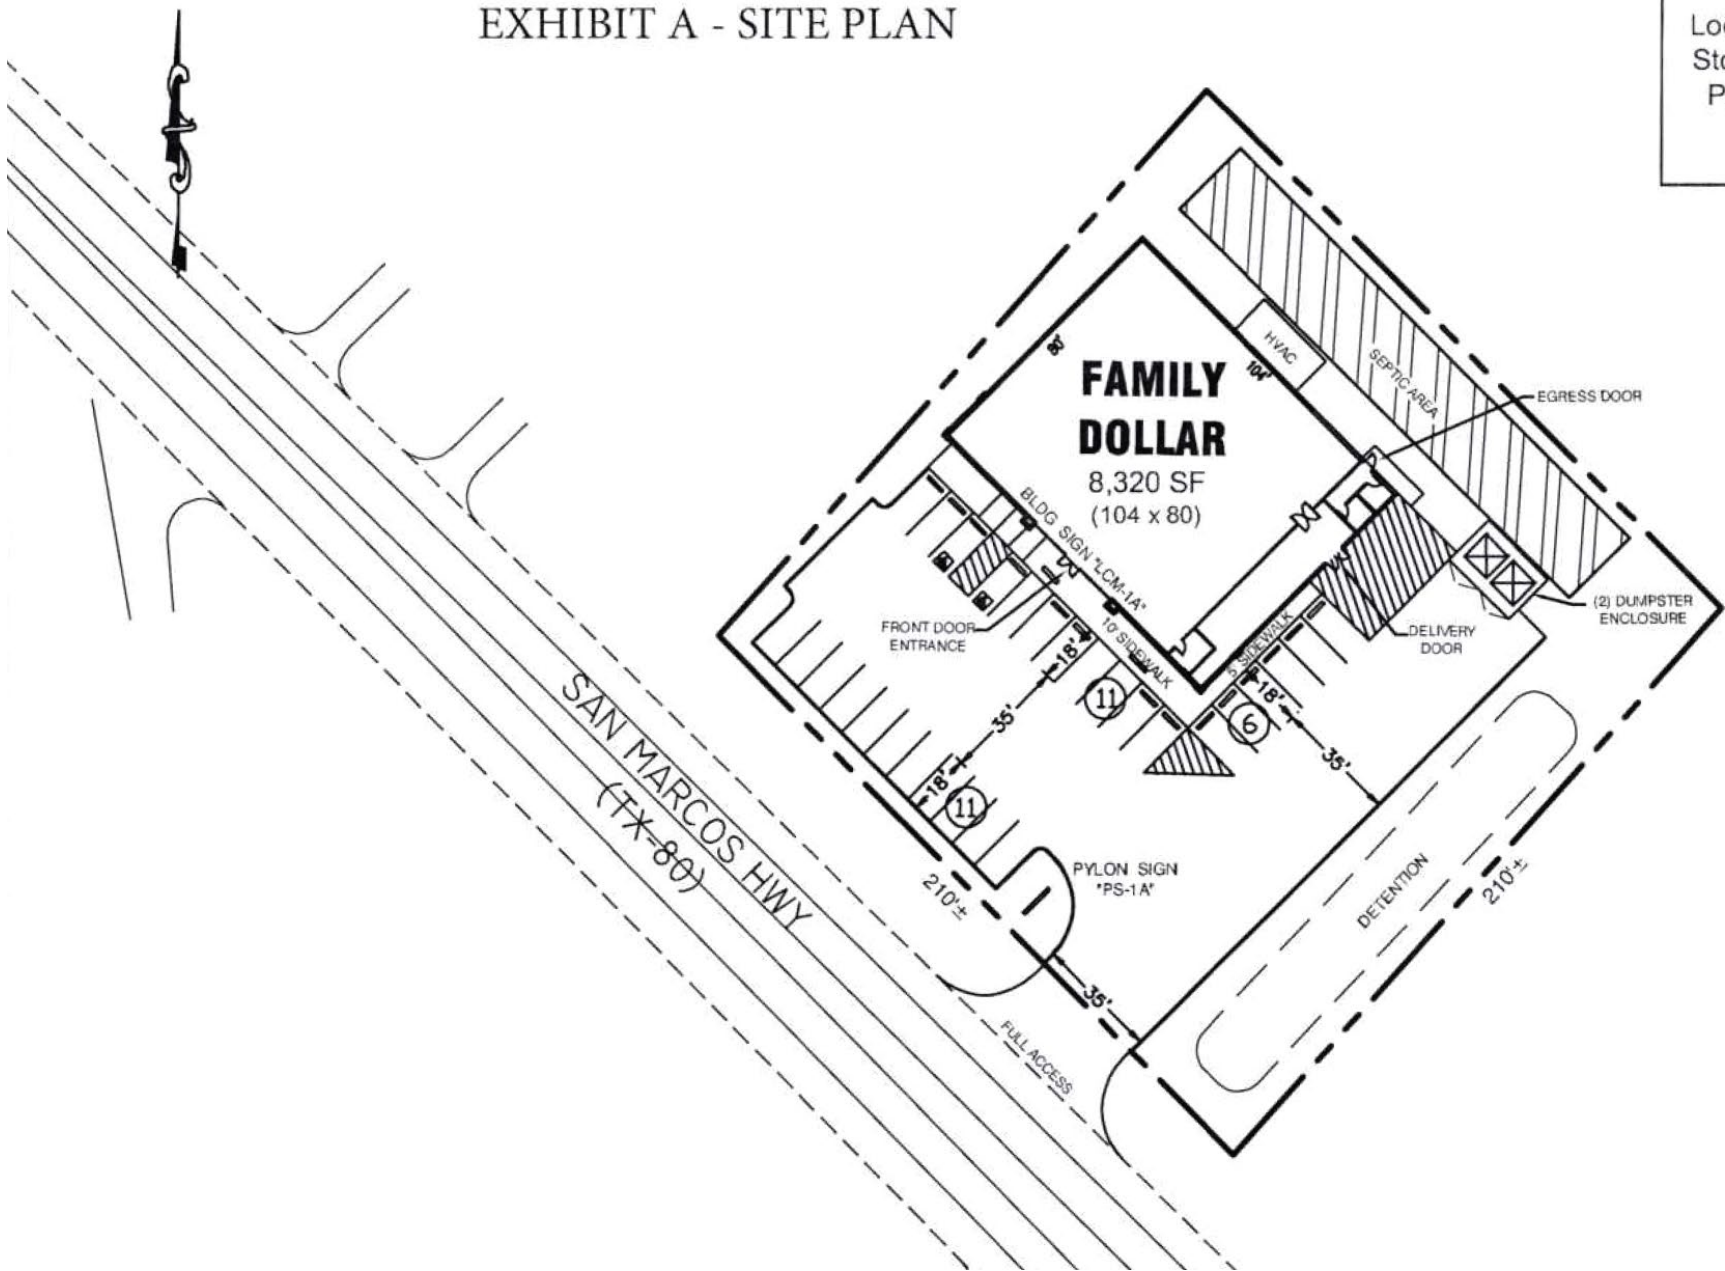 EXHIBIT A - SITE PLAN
80'
FAMILY
DOLLAR
8,320 SF
(104 x 80)
104'
HVAC
SEPTIC AREA
EGRESS DOOR
(2) DUMPSTER
ENCLOSURE
DELIVERY
DOOR
BLDG SIGN "LCM-1A"
10' SIDEWALK
5' SIDEWALK
FRONT DOOR
ENTRANCE
18'
35'
18'
11
11
6
18'
35'
PYLON SIGN
"PS-1A"
210'±
210'±
DETENTION
35'
FULL ACCESS
SAN MARCOS HWY
(TX-80)